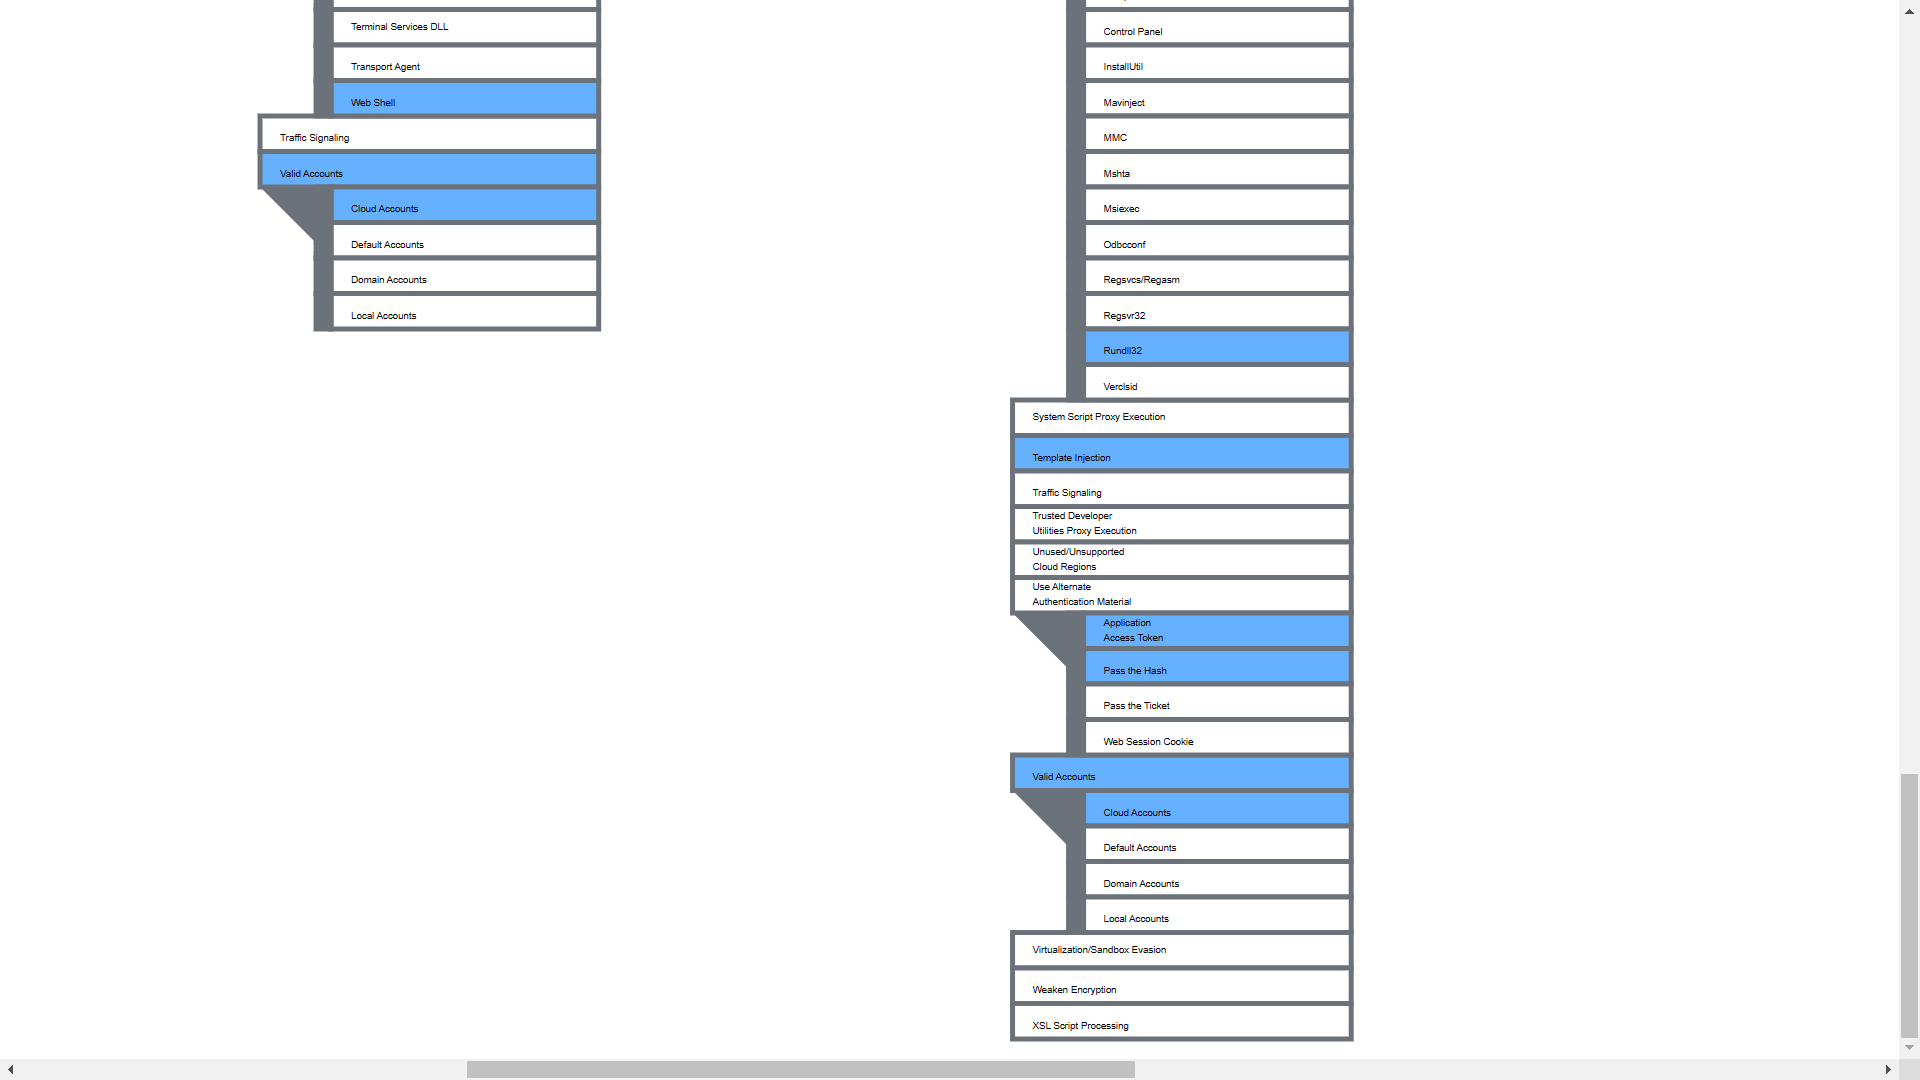 Terminal Services DLL
Transport Agent
Web Shell
Traffic Signaling
Valid Accounts
Cloud Accounts
Default Accounts
Domain Accounts
Local Accounts
Control Panel
InstallUtil
Mavinject
MMC
Mshta
Msiexec
Odbcconf
Regsvcs/Regasm
Regsvr32
Rundll32
Verclsid
System Script Proxy Execution
Template Injection
Traffic Signaling
Trusted Developer
Utilities Proxy Execution
Unused/Unsupported
Cloud Regions
Use Alternate
Authentication Material
Application
Access Token
Pass the Hash
Pass the Ticket
Web Session Cookie
Valid Accounts
Cloud Accounts
Default Accounts
Domain Accounts
Local Accounts
Virtualization/Sandbox Evasion
Weaken Encryption
XSL Script Processing